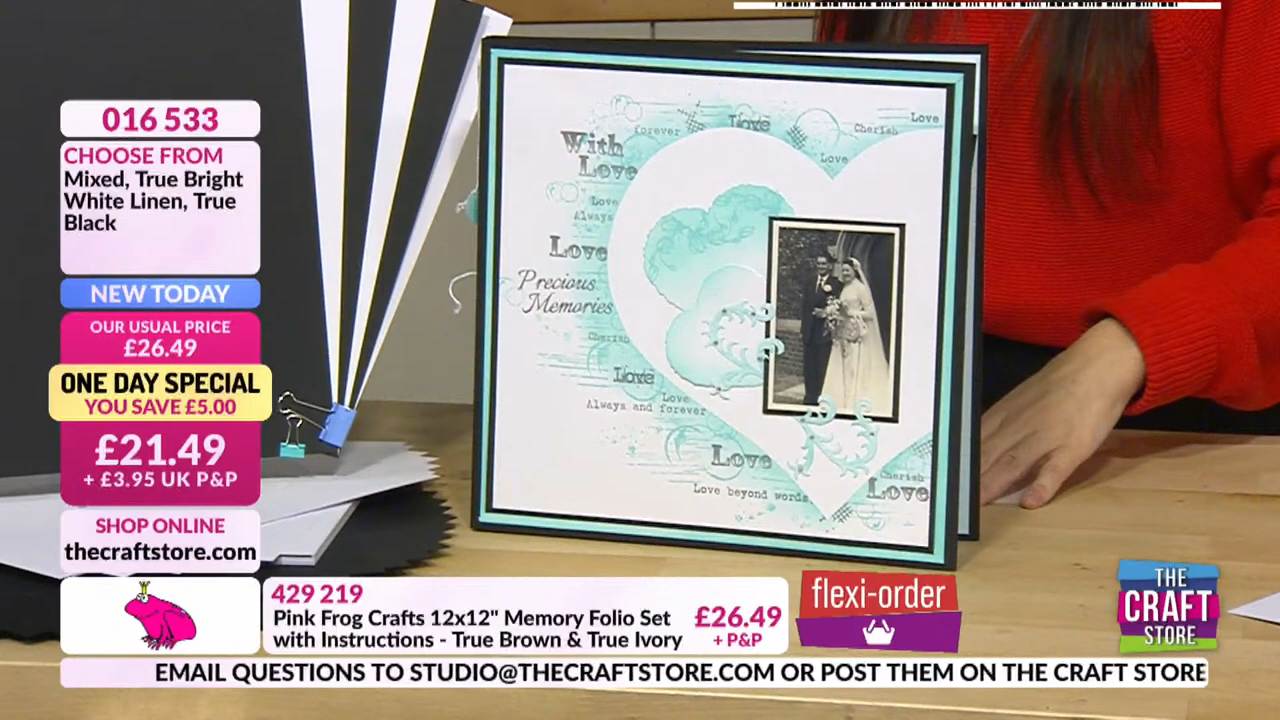 016 533
CHOOSE FROM
Mixed, True Bright
White Linen, True
Black
NEW TODAY
OUR USUAL PRICE
£26.49
ONE DAY SPECIAL
YOU SAVE £5.00
£21.49
+ £3.95 UK P&P
SHOP ONLINE
thecraftstore.com
With
Love
forever
Love
Cherish
Love
Love
Love
Always
Love
Precious
Memories
Cherish
Love
Love
Always and forever
Love
Love beyond words
Cherish
Love
429 219
Pink Frog Crafts 12x12" Memory Folio Set
with Instructions - True Brown & True Ivory
£26.49
+ P&P
flexi-order
THE
CRAFT
STORE
EMAIL QUESTIONS TO STUDIO@THECRAFTSTORE.COM OR POST THEM ON THE CRAFT STORE